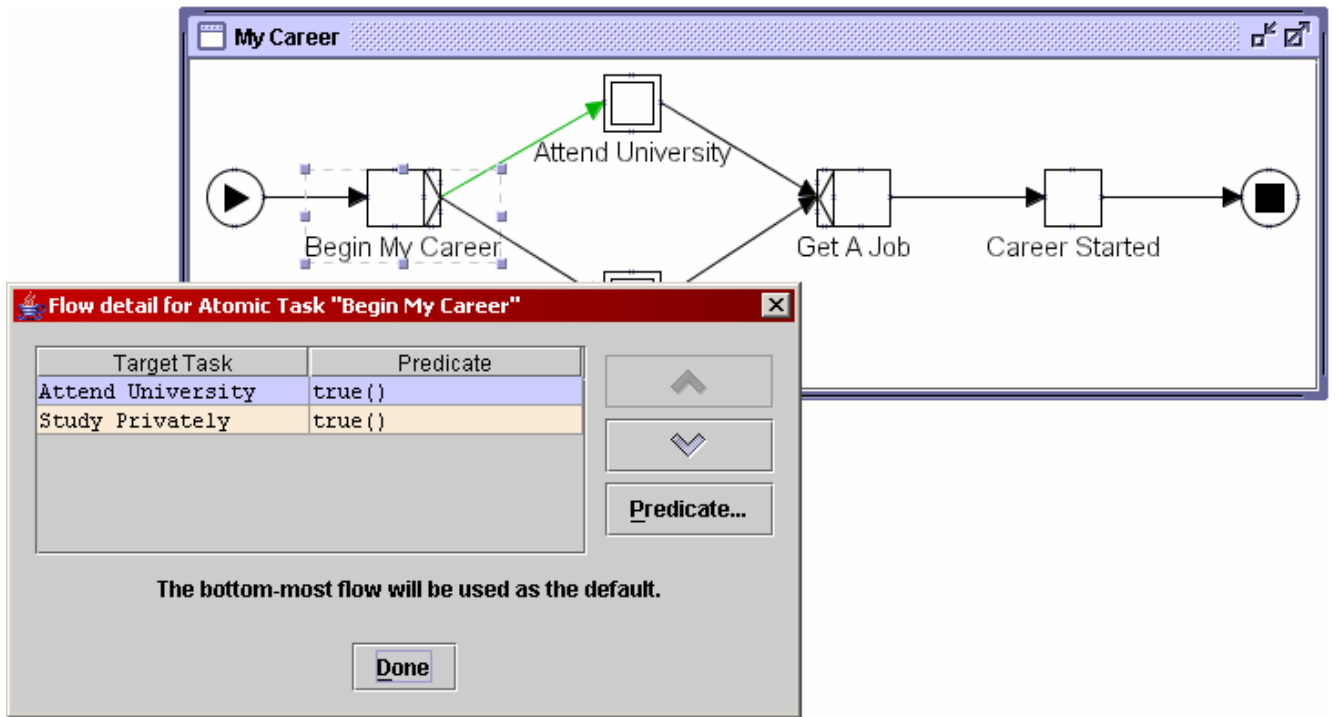 My Career
Attend University
Begin My Career
Get A Job
Career Started
Flow detail for Atomic Task "Begin My Career"
Target Task Predicate
Attend University true()
Study Privately true()
Predicate...
The bottom-most flow will be used as the default.
Done